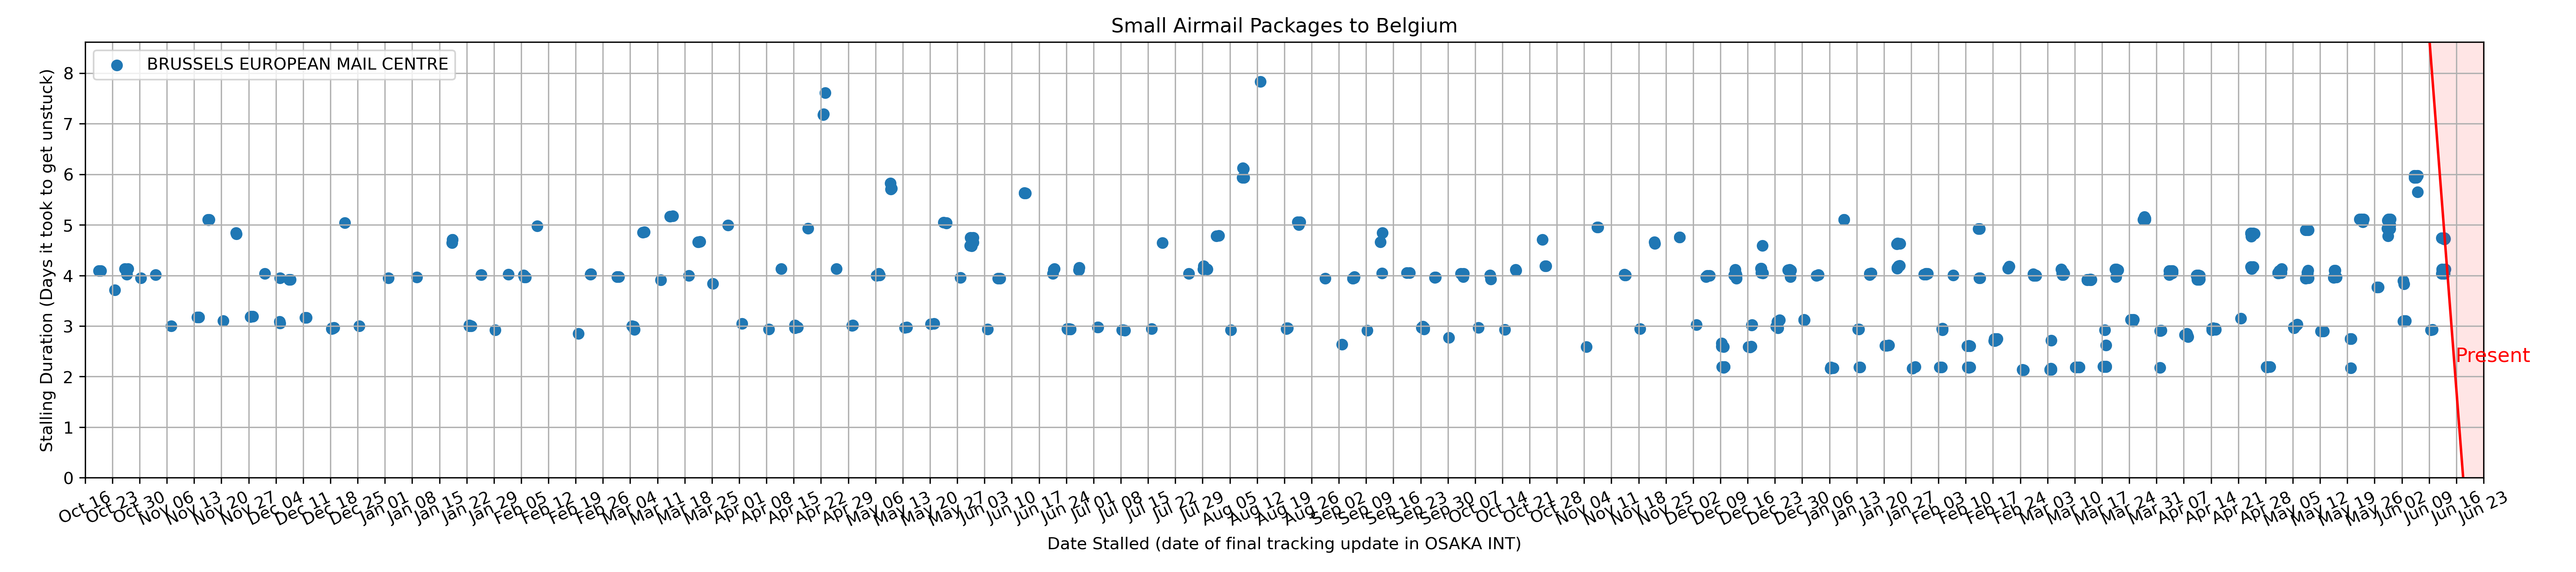 Small Airmail Packages to Belgium
BRUSSELS EUROPEAN MAIL CENTRE
Stalling Duration (Days it took to get unstuck)
8
7
6
5
4
3
2
1
0
Present
Oct 16
Oct 23
Oct 30
Nov 06
Nov 13
Nov 20
Nov 27
Dec 04
Dec 11
Dec 18
Dec 25
Jan 01
Jan 08
Jan 15
Jan 22
Jan 29
Feb 05
Feb 12
Feb 19
Feb 26
Mar 04
Mar 11
Mar 18
Mar 25
Apr 01
Apr 08
Apr 15
Apr 22
Apr 29
May 06
May 13
May 20
May 27
Jun 03
Jun 10
Jun 17
Jun 24
Jul 01
Jul 08
Jul 15
Jul 22
Jul 29
Aug 05
Aug 12
Aug 19
Aug 26
Sep 02
Sep 09
Sep 16
Sep 23
Sep 30
Oct 07
Oct 14
Oct 21
Oct 28
Nov 04
Nov 11
Nov 18
Nov 25
Dec 02
Dec 09
Dec 16
Dec 23
Dec 30
Jan 06
Jan 13
Jan 20
Jan 27
Feb 03
Feb 10
Feb 17
Feb 24
Mar 03
Mar 10
Mar 17
Mar 24
Mar 31
Apr 07
Apr 14
Apr 21
Apr 28
May 05
May 12
May 19
May 26
Jun 02
Jun 09
Jun 16
Jun 23
Date Stalled (date of final tracking update in OSAKA INT)